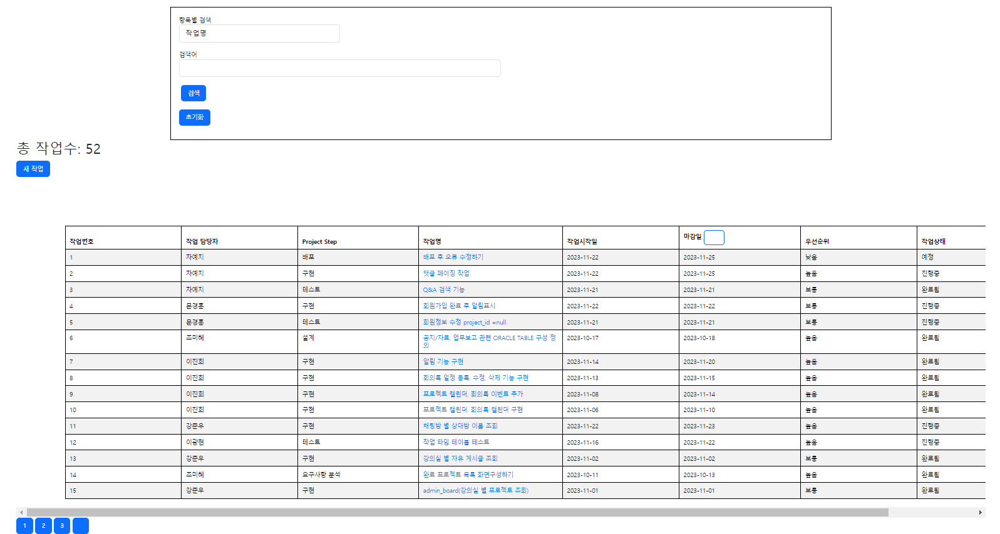 항목별 검색
작업명
검색어
검색
초기화
총 작업수: 52
새 작업
작업번호 작업 담당자 Project Step 작업명 작업시작일 마감일 우선순위 작업상태
1 차예지 배포 배포 후 오류 수정하기 2023-11-22 2023-11-25 낮음 예정
2 차예지 구현 댓글 페이징 작업 2023-11-22 2023-11-25 높음 진행중
3 차예지 테스트 Q&A 검색 기능 2023-11-21 2023-11-21 보통 완료됨
4 문경훈 구현 회원가입 완료 후 알림표시 2023-11-22 2023-11-22 보통 진행중
5 문경훈 테스트 회원정보 수정 project_id =null 2023-11-21 2023-11-21 보통 진행중
6 조미혜 설계 공지/자료, 업무보고 관련 ORACLE TABLE 구성 정 2023-10-17 2023-10-18 높음 완료됨
의
7 이진희 구현 알림 기능 구현 2023-11-14 2023-11-20 높음 완료됨
8 이진희 구현 회의록 일정 등록, 수정, 삭제 기능 구현 2023-11-13 2023-11-15 높음 완료됨
9 이진희 구현 프로젝트 캘린더, 회의록 이벤트 추가 2023-11-08 2023-11-14 높음 완료됨
10 이진희 구현 프로젝트 캘린더, 회의록 캘린더 구현 2023-11-06 2023-11-10 높음 완료됨
11 강준우 구현 채팅방 별 상대방 이름 조회 2023-11-22 2023-11-23 높음 진행중
12 이광현 테스트 작업 타임 테이블 테스트 2023-11-16 2023-11-22 높음 진행중
13 강준우 구현 강의실 별 자유 게시글 조회 2023-11-02 2023-11-02 보통 완료됨
14 조미혜 요구사항 분석 완료 프로젝트 목록 화면구성하기 2023-10-11 2023-10-13 높음 완료됨
15 강준우 구현 admin_board(강의실 별 프로젝트 조회) 2023-11-01 2023-11-01 보통 완료됨
1 2 3